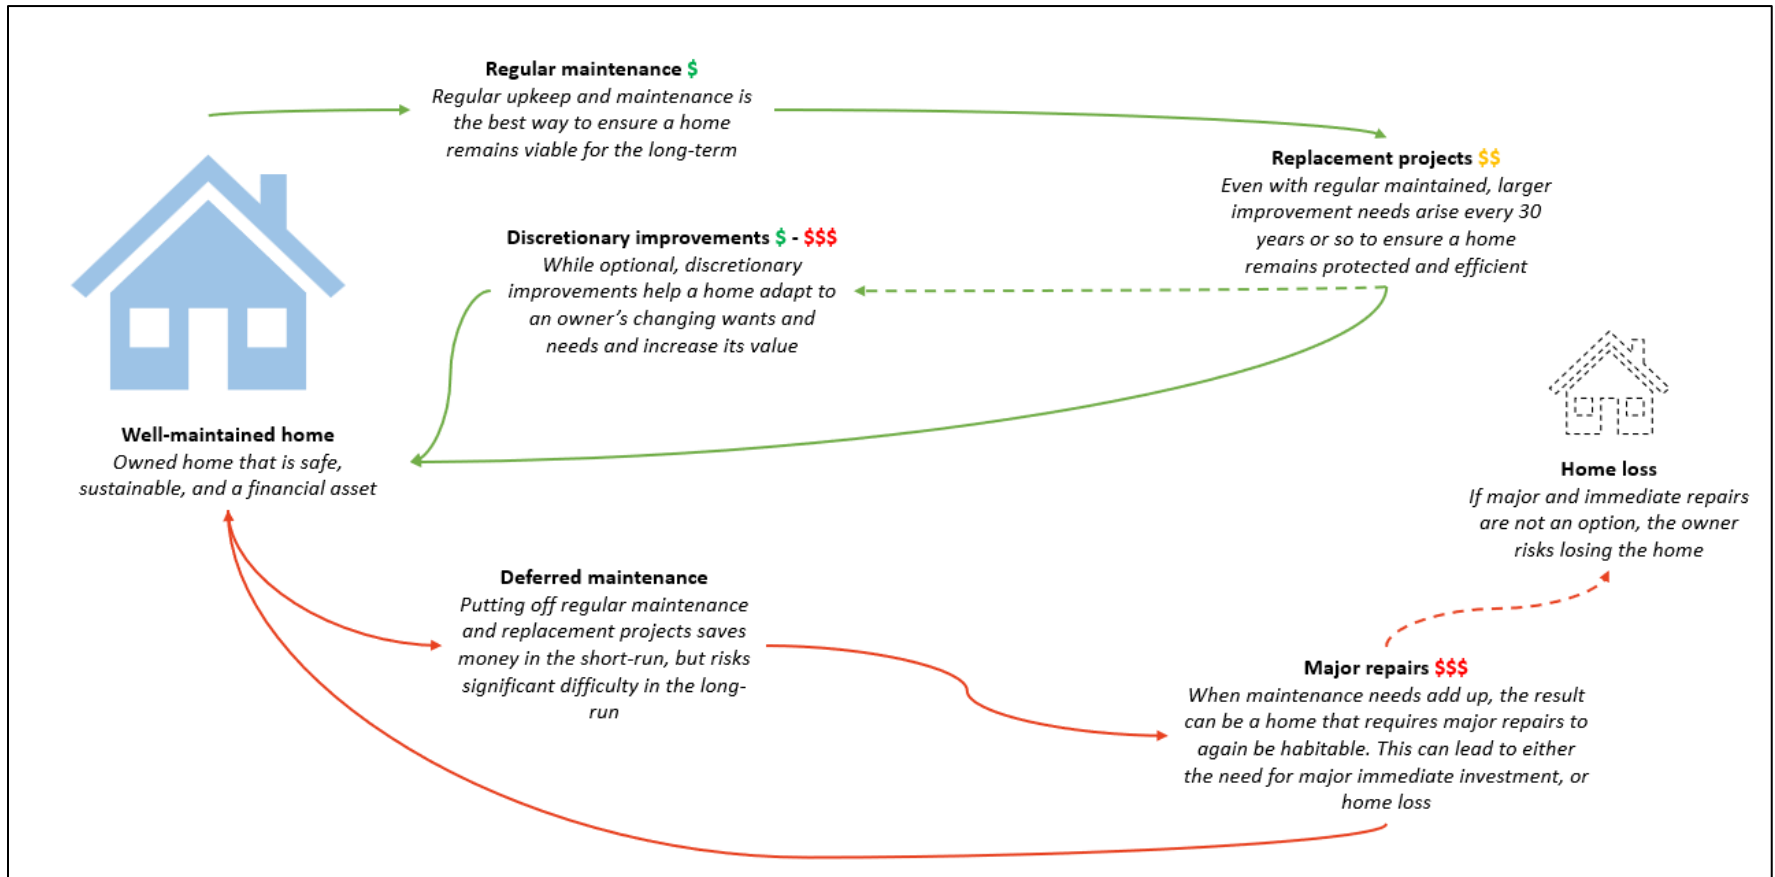 Regular maintenance $
Regular upkeep and maintenance is
the best way to ensure a home
remains viable for the long-term
Replacement projects $$
Even with regular maintained, larger
improvement needs arise every 30
years or so to ensure a home
remains protected and efficient
Discretionary improvements $ - $$$
While optional, discretionary
improvements help a home adapt to
an owner’s changing wants and
needs and increase its value
Well-maintained home
Owned home that is safe,
sustainable, and a financial asset
Home loss
If major and immediate repairs
are not an option, the owner
risks losing the home
Deferred maintenance
Putting off regular maintenance
and replacement projects saves
money in the short-run, but risks
significant difficulty in the long-
run
Major repairs $$$
When maintenance needs add up, the result
can be a home that requires major repairs to
again be habitable. This can lead to either
the need for major immediate investment, or
home loss